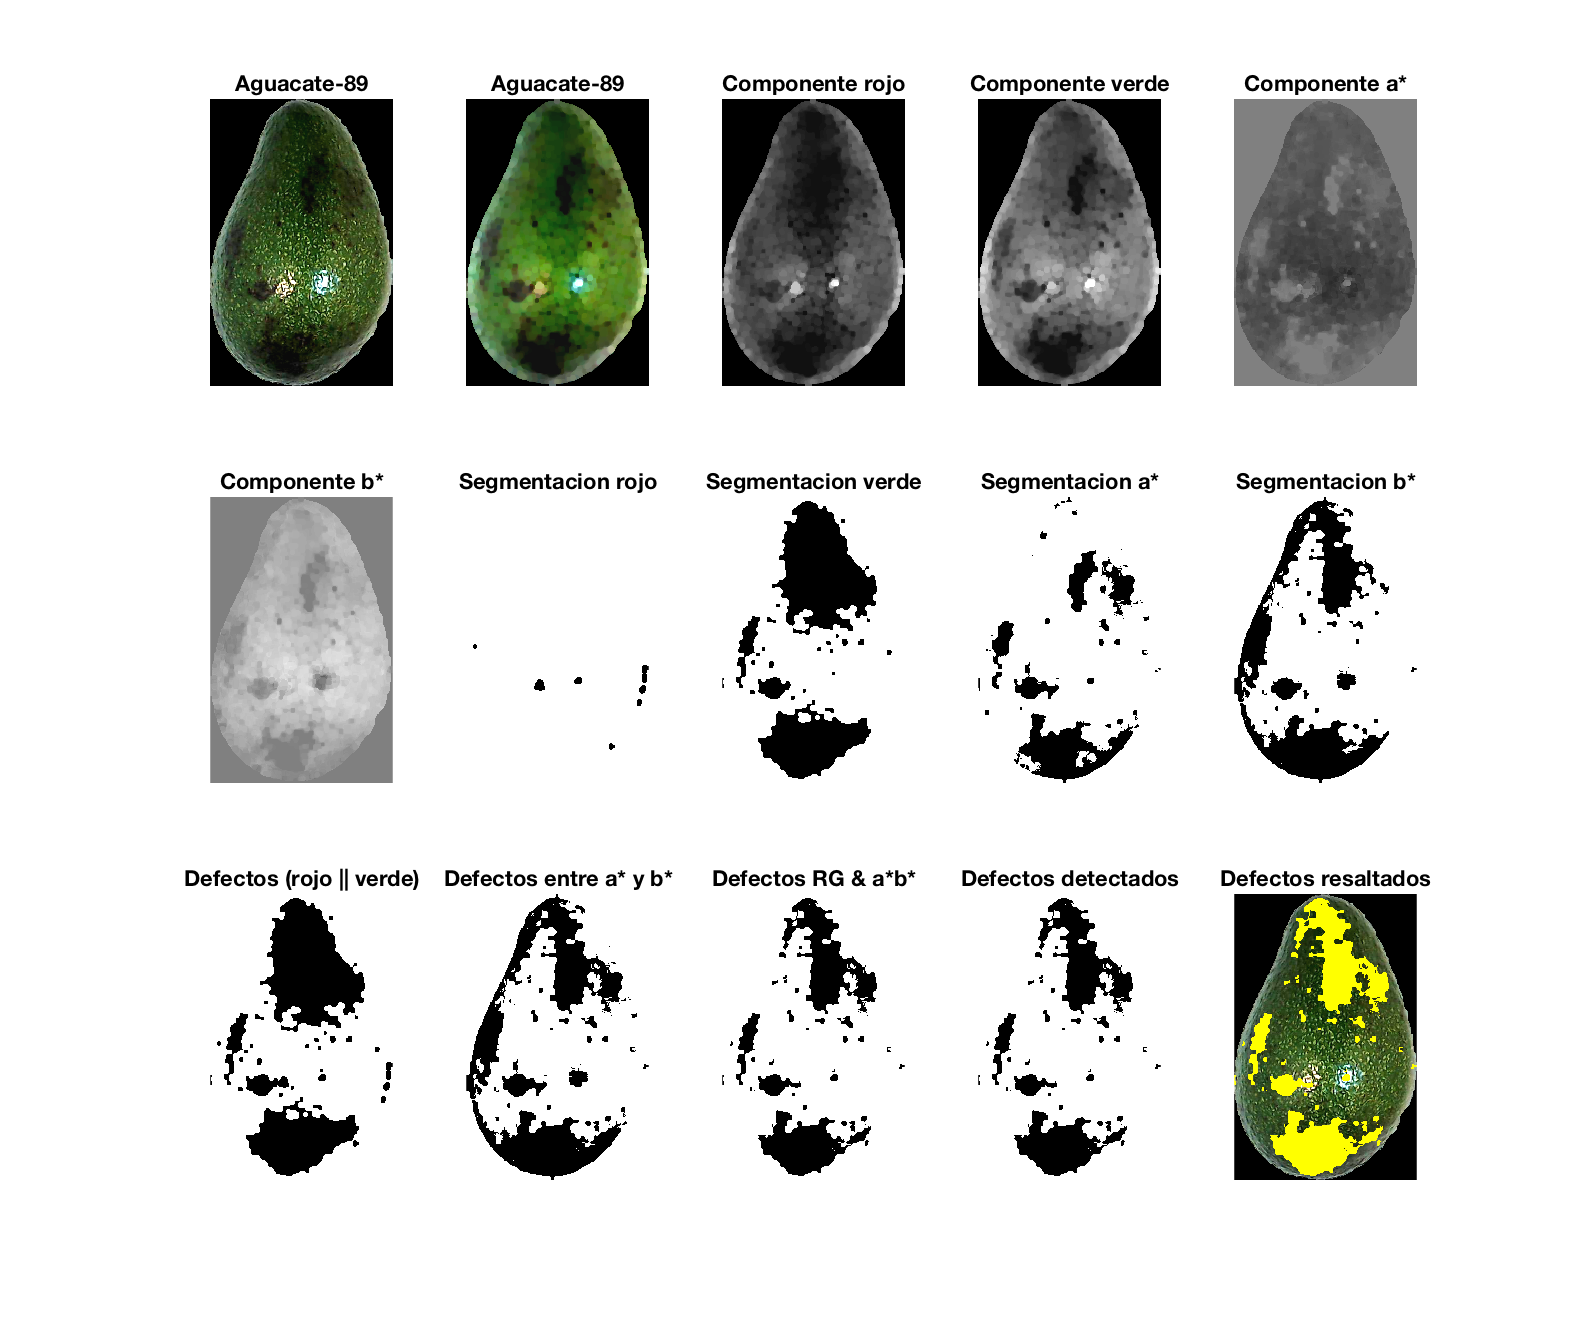 Aguacate-89
Aguacate-89
Componente rojo
Componente verde
Componente a*
Componente b*
Segmentacion rojo
Segmentacion verde
Segmentacion a*
Segmentacion b*
Defectos (rojo || verde)
Defectos entre a* y b*
Defectos RG & a*b*
Defectos detectados
Defectos resaltados